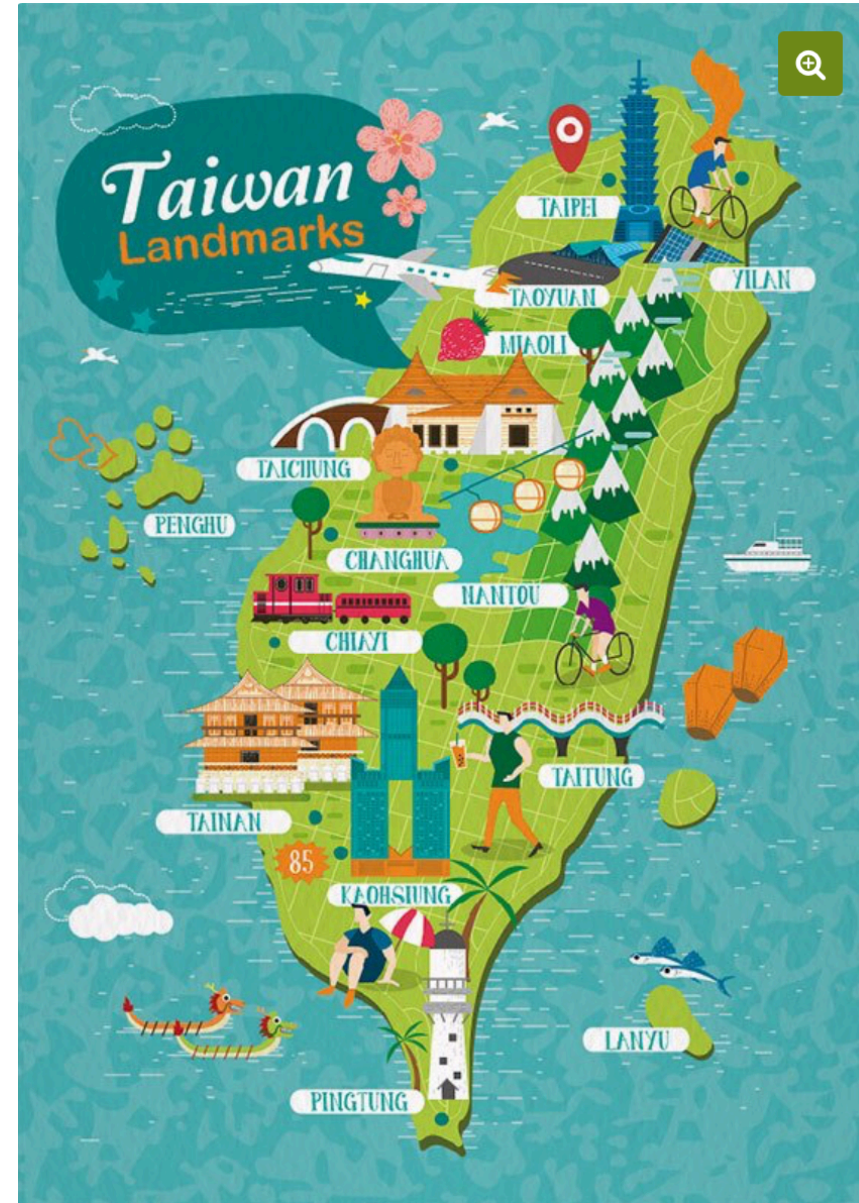 Taiwan
Landmarks
TAIPEI
YILAN
TAOYUAN
MIAOLI
TAICHUNG
PENGHU
CHANGHUA
NANTOU
CHIAYI
TAITUNG
TAINAN
85
KAOHSIUNG
LANYU
PINGTUNG